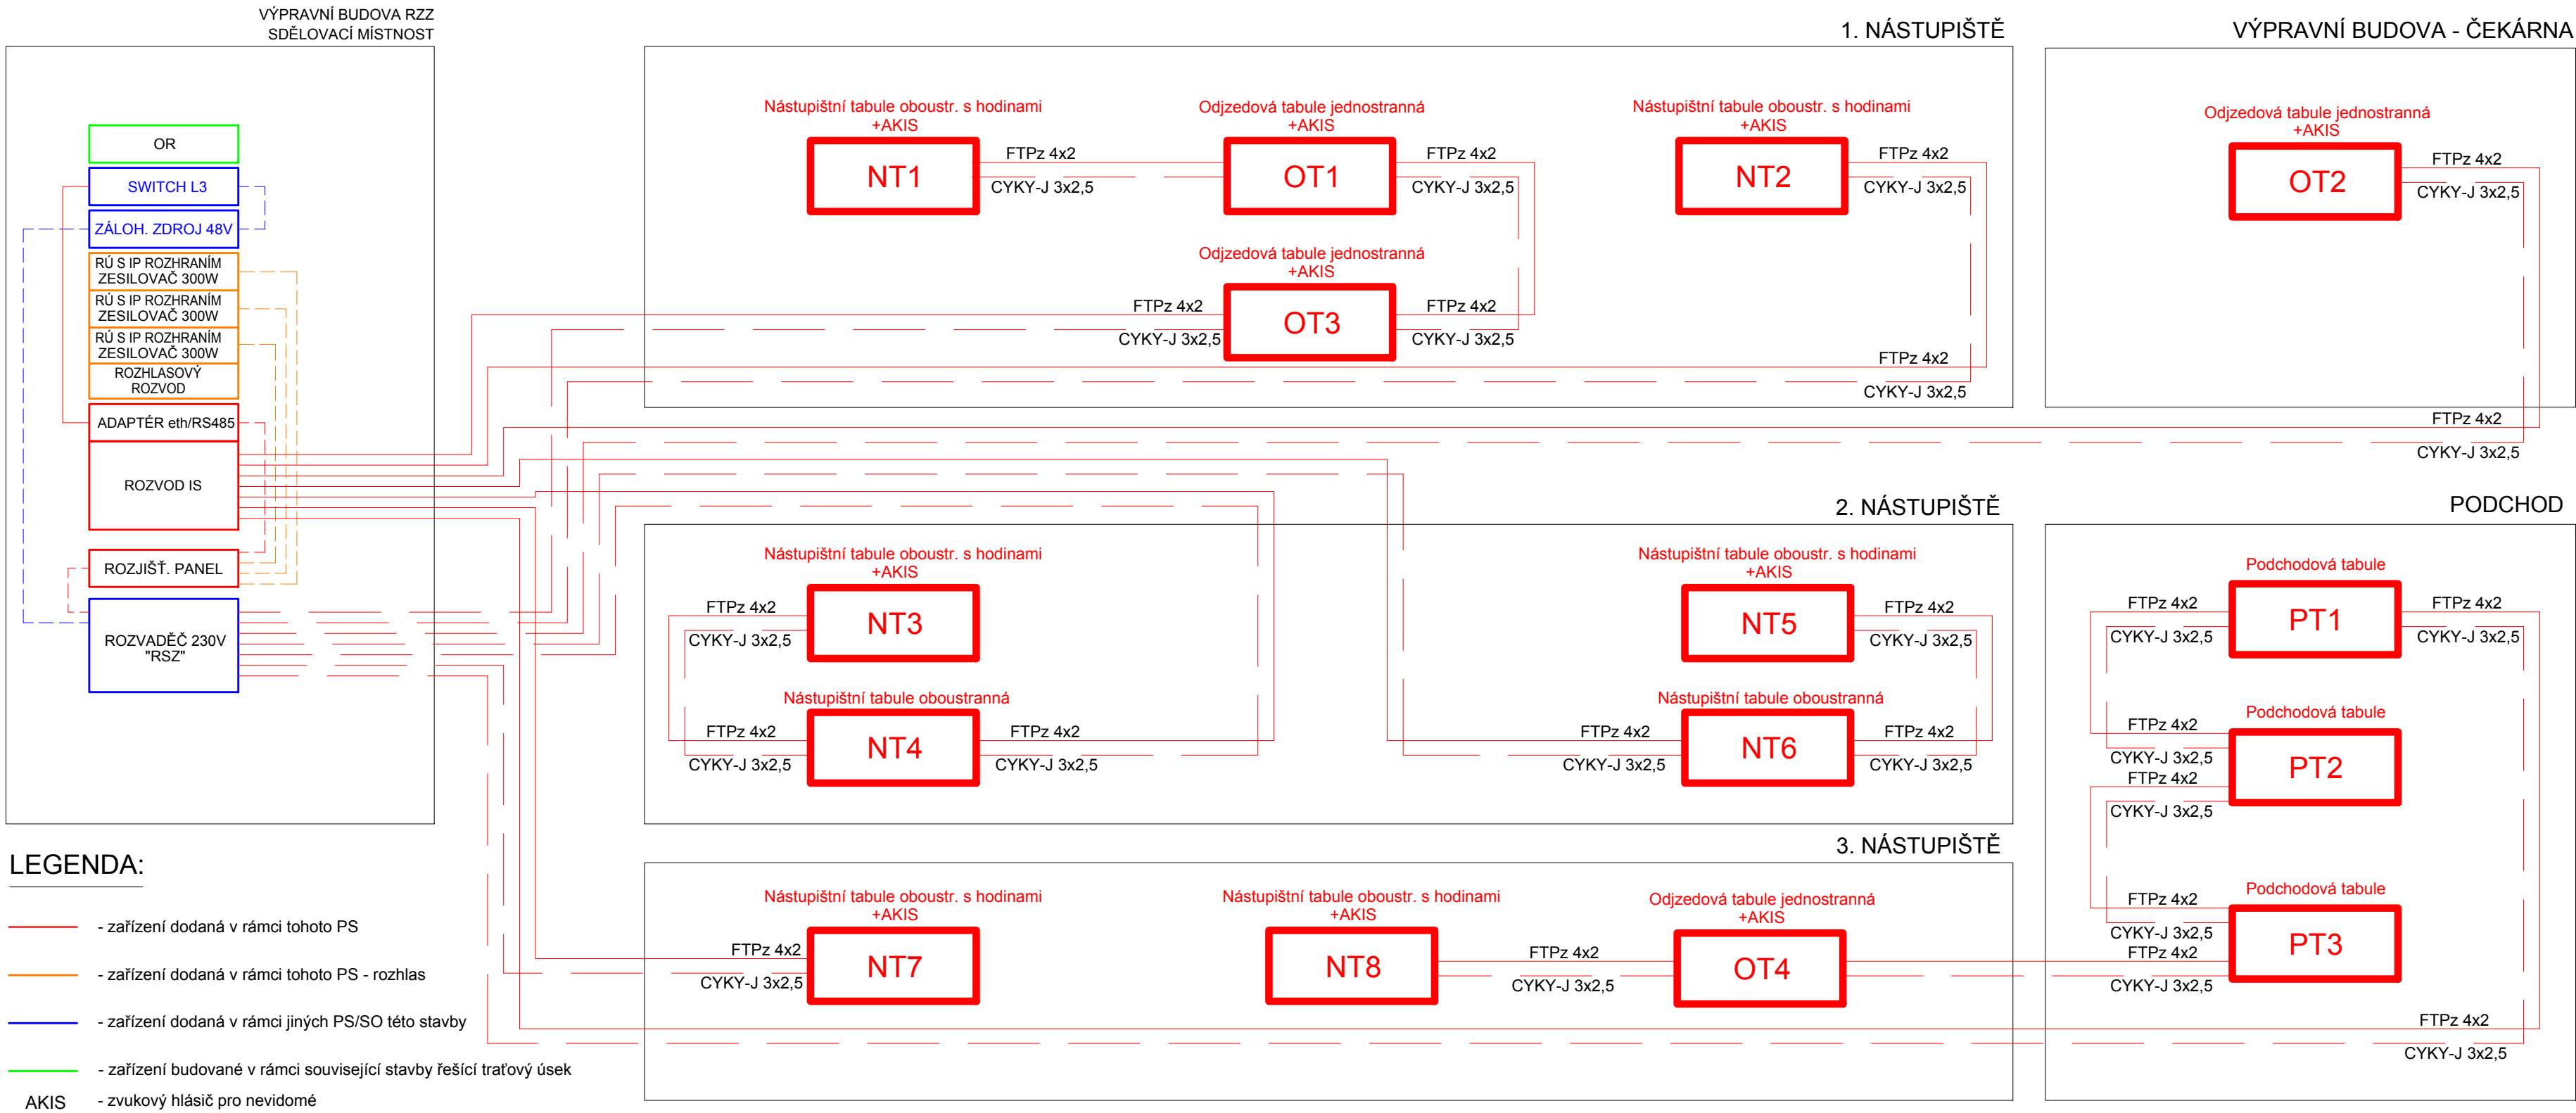 VÝPRAVNÍ BUDOVA RZZ
SDĚLOVACÍ MÍSTNOST
OR
SWITCH L3
ZÁLOH. ZDROJ 48V
RÚ S IP ROZHRANÍM
ZESILOVAČ 300W
RÚ S IP ROZHRANÍM
ZESILOVAČ 300W
RÚ S IP ROZHRANÍM
ZESILOVAČ 300W
ROZHLASOVÝ
ROZVOD
ADAPTÉR eth/RS485
ROZVOD IS
ROZJIŠŤ. PANEL
ROZVADĚČ 230V
"RSZ"
1. NÁSTUPIŠTĚ
Nástupištní tabule oboustr. s hodinami
+AKIS
NT1
FTPz 4x2
CYKY-J 3x2,5
Odjzedová tabule jednostranná
+AKIS
OT1
FTPz 4x2
CYKY-J 3x2,5
Nástupištní tabule oboustr. s hodinami
+AKIS
NT2
FTPz 4x2
CYKY-J 3x2,5
Odjzedová tabule jednostranná
+AKIS
FTPz 4x2
CYKY-J 3x2,5
OT3
FTPz 4x2
CYKY-J 3x2,5
FTPz 4x2
CYKY-J 3x2,5
VÝPRAVNÍ BUDOVA - ČEKÁRNA
Odjzedová tabule jednostranná
+AKIS
OT2
FTPz 4x2
CYKY-J 3x2,5
FTPz 4x2
CYKY-J 3x2,5
2. NÁSTUPIŠTĚ
Nástupištní tabule oboustr. s hodinami
+AKIS
FTPz 4x2
CYKY-J 3x2,5
NT3
Nástupištní tabule oboustranná
FTPz 4x2
CYKY-J 3x2,5
NT4
FTPz 4x2
CYKY-J 3x2,5
Nástupištní tabule oboustr. s hodinami
+AKIS
NT5
FTPz 4x2
CYKY-J 3x2,5
Nástupištní tabule oboustranná
FTPz 4x2
CYKY-J 3x2,5
NT6
FTPz 4x2
CYKY-J 3x2,5
PODCHOD
Podchodová tabule
FTPz 4x2
CYKY-J 3x2,5
PT1
FTPz 4x2
CYKY-J 3x2,5
Podchodová tabule
FTPz 4x2
CYKY-J 3x2,5
PT2
FTPz 4x2
CYKY-J 3x2,5
Podchodová tabule
FTPz 4x2
CYKY-J 3x2,5
PT3
FTPz 4x2
CYKY-J 3x2,5
FTPz 4x2
CYKY-J 3x2,5
3. NÁSTUPIŠTĚ
Nástupištní tabule oboustr. s hodinami
+AKIS
FTPz 4x2
CYKY-J 3x2,5
NT7
Nástupištní tabule oboustr. s hodinami
+AKIS
NT8
FTPz 4x2
CYKY-J 3x2,5
Odjzedová tabule jednostranná
+AKIS
OT4
LEGENDA:
- zařízení dodaná v rámci tohoto PS
- zařízení dodaná v rámci tohoto PS - rozhlas
- zařízení dodaná v rámci jiných PS/SO této stavby
- zařízení budované v rámci související stavby řešící traťový úsek
AKIS - zvukový hlásič pro nevidomé